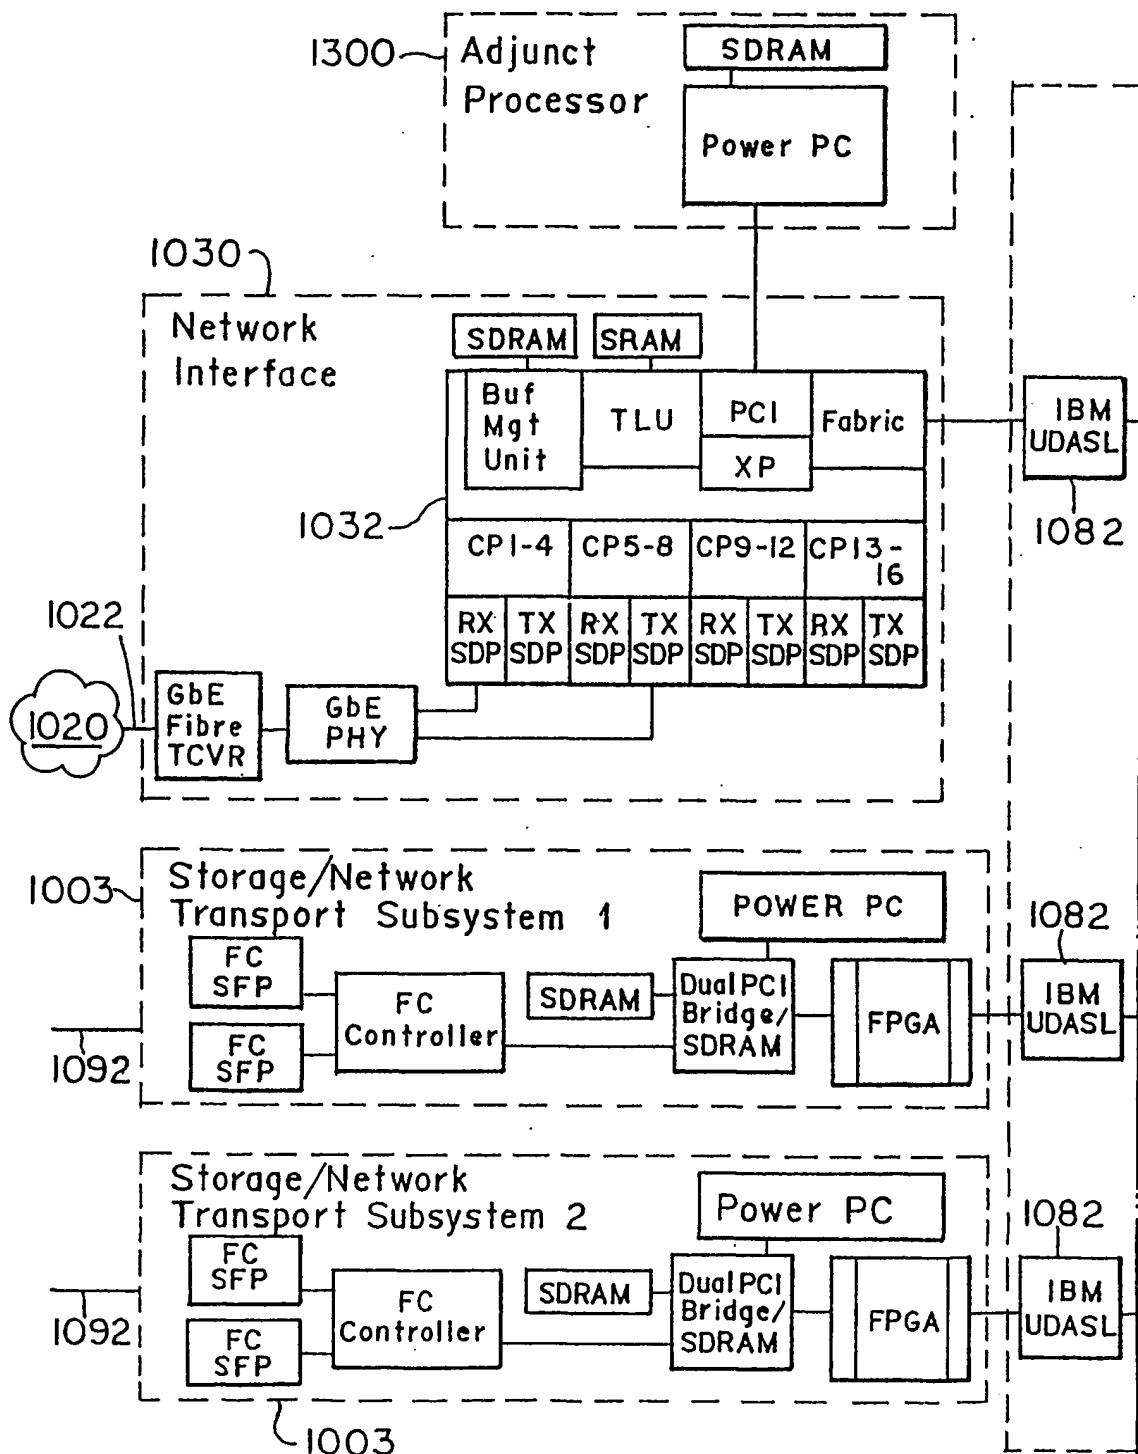 1300
Adjunct
Processor
SDRAM
Power PC
1030
Network
Interface
SDRAM
SRAM
Buf
Mgt
Unit
TLU
PCI
XP
Fabric
IBM
UDASL
1082
1032
CP1-4
CP5-8
CP9-12
CP13-
16
RX
SDP
TX
SDP
RX
SDP
TX
SDP
RX
SDP
TX
SDP
RX
SDP
TX
SDP
1022
1020
GbE
Fibre
TCVR
GbE
PHY
1003
Storage/Network
Transport Subsystem 1
POWER PC
FC
SFP
FC
SFP
FC
Controller
SDRAM
Dual PCI
Bridge/
SDRAM
FPGA
1082
IBM
UDASL
1092
Storage/Network
Transport Subsystem 2
Power PC
FC
SFP
FC
SFP
FC
Controller
SDRAM
Dual PCI
Bridge/
SDRAM
FPGA
1082
IBM
UDASL
1092
1003